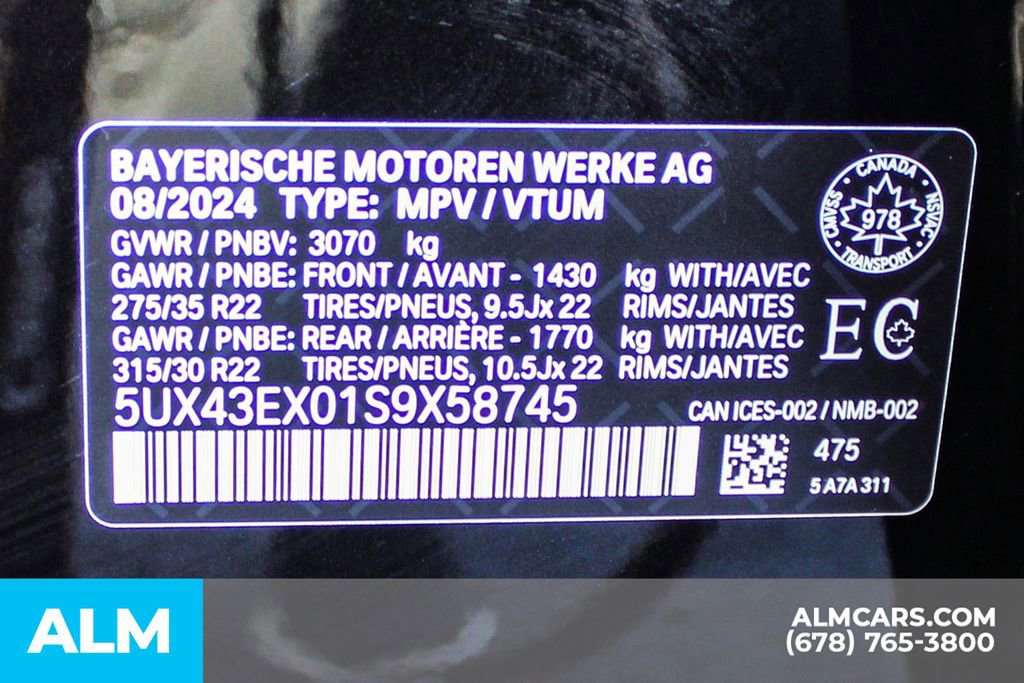 BAYERISCHE MOTOREN WERKE AG
08/2024 TYPE: MPV / VTUM
GVWR / PNBV: 3070 kg
GAWR / PNBE: FRONT / AVANT - 1430 kg WITH/AVEC
275/35 R22 TIRES/PNEUS, 9.5Jx 22 RIMS/JANTES
GAWR / PNBE: REAR / ARRIÈRE - 1770 kg WITH/AVEC
315/30 R22 TIRES/PNEUS, 10.5Jx 22 RIMS/JANTES
5UX43EX01S9X58745
CANADA
CMVSS
978
NSVAC
TRANSPORT
EC
CAN ICES-002 / NMB-002
475
5 A7A 311
ALM
ALMCARS.COM
(678) 765-3800